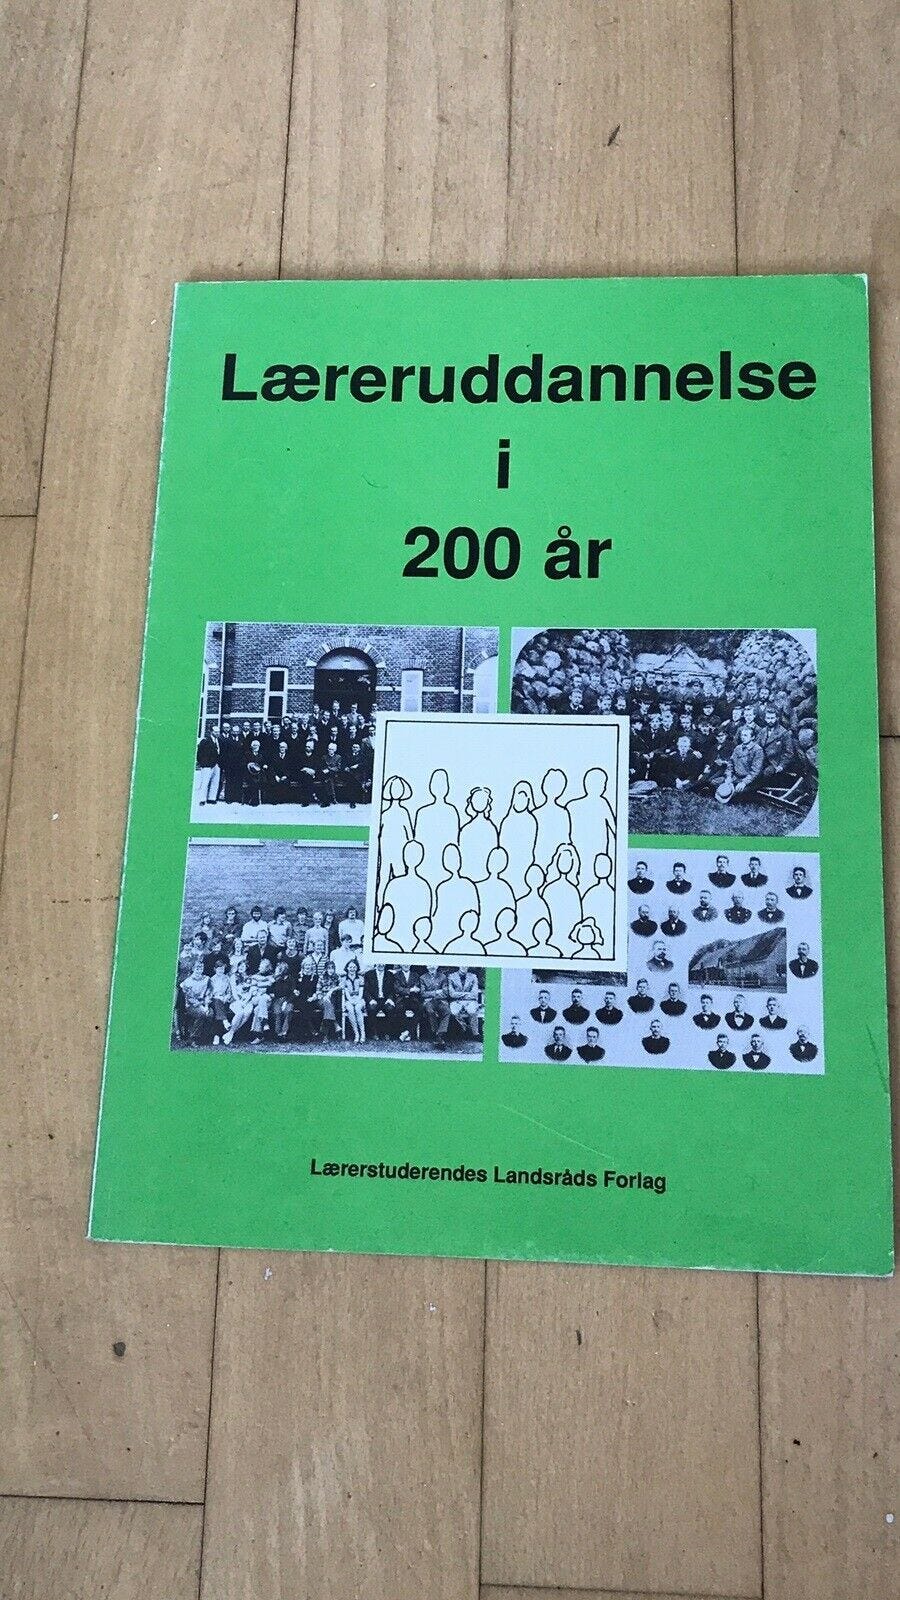 Læreruddannelse
i
200 år
Lærerstuderendes Landsråds Forlag